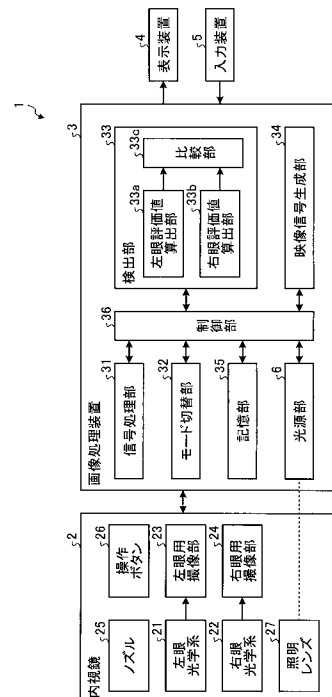 1
2
内視鏡
25
ノズル
26
操作
ボタン
21
左眼
光学系
23
左眼用
撮像部
22
右眼
光学系
24
右眼用
撮像部
27
照明
レンズ
3
画像処理装置
31
信号処理部
32
モード切替部
35
記憶部
6
光源部
36
制御部
33
検出部
33a
左眼評価値
算出部
33b
右眼評価値
算出部
33c
比較部
34
映像信号生成部
4
表示装置
5
入力装置